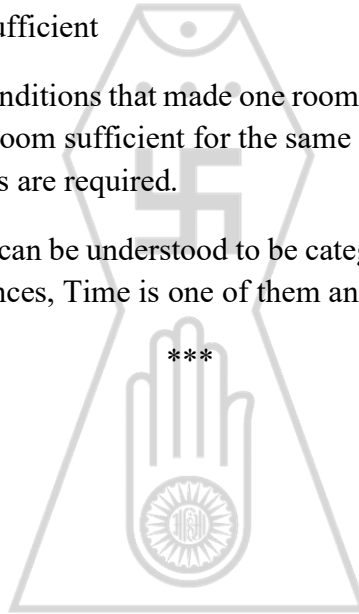 ufficient
nditions that made one room
oom sufficient for the same
s are required.
can be understood to be categ
nces, Time is one of them an
***